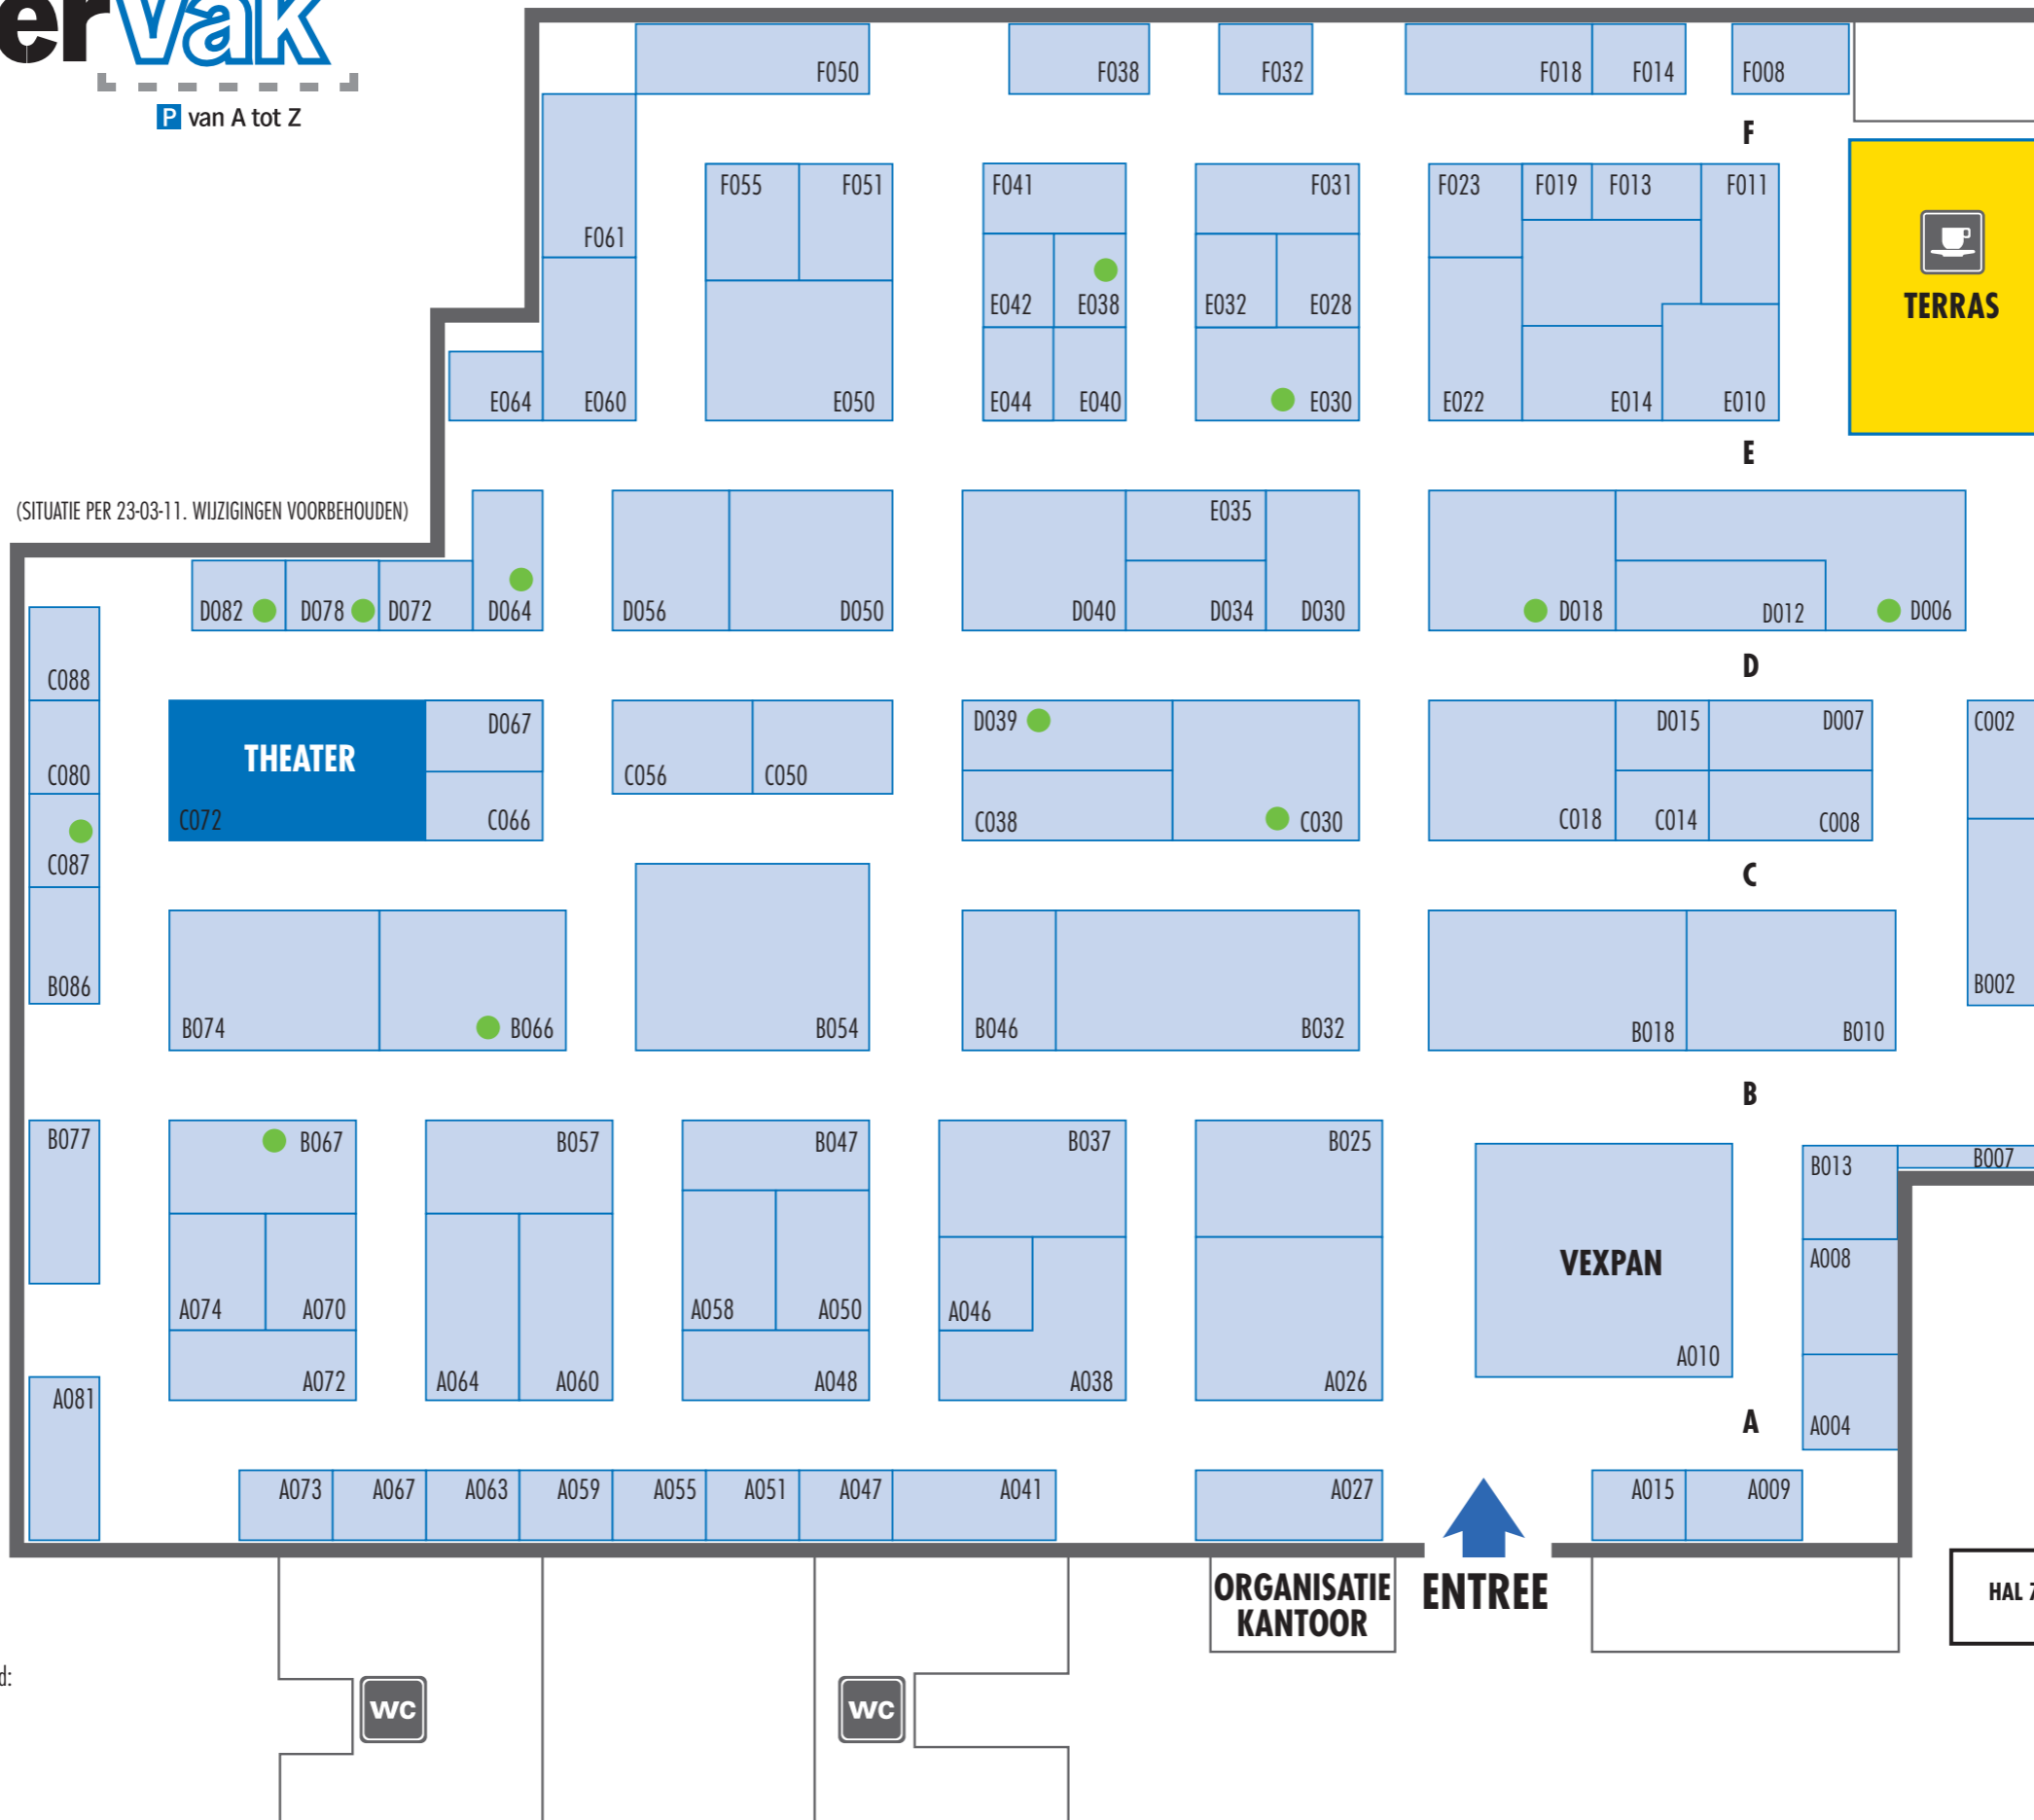 erVak
P van A tot Z
F050 F038 F032 F018 F014 F008
F
F055 F051 F041 F031 F023 F019 F013 F011
F061
E042 E038 E032 E028
TERRAS
E064 E060 E050 E044 E040 E030 E022 E014 E010
E
(SITUATIE PER 23-03-11. WIJZIGINGEN VOORBEHOUDEN)
E035
D082 D078 D072 D064 D056 D050 D040 D034 D030 D018 D012 D006
D
C088
D067 D039 D015 D007 C002
THEATER
C080 C056 C050
C072 C066 C038 C030 C018 C014 C008
C087
C
B086 B002
B074 B066 B054 B046 B032 B018 B010
B
B077 B067 B057 B047 B037 B025 B013 B007
VEXPAN
A008
A074 A070 A058 A050 A046
A010
A072 A064 A060 A048 A038 A026
A081
A
A004
A073 A067 A063 A059 A055 A051 A047 A041 A027 A015 A009
ORGANISATIE
KANTOOR
ENTREE
HAL
d:
WC WC